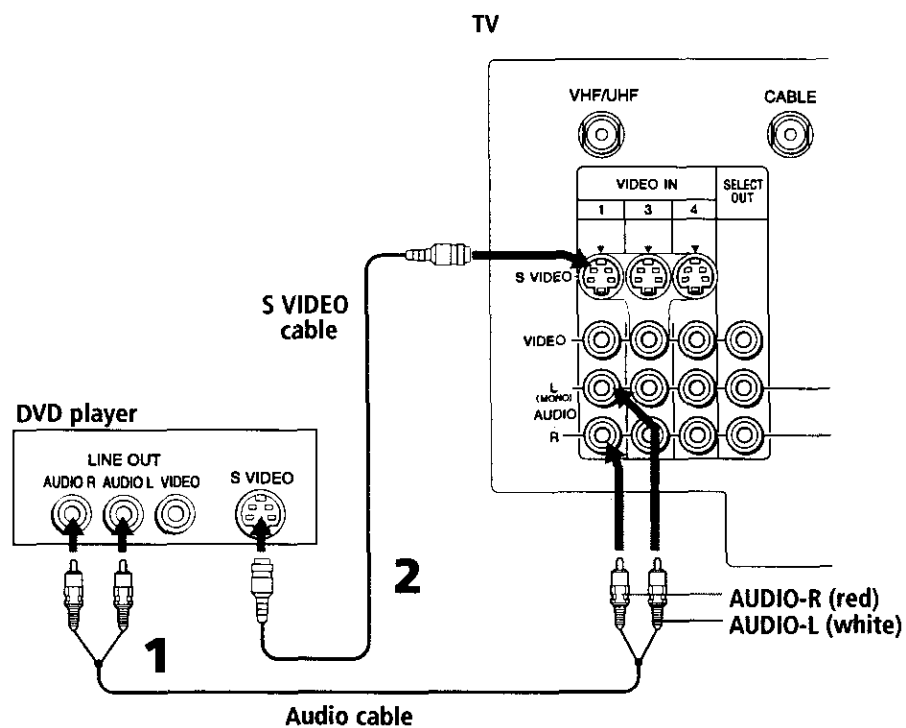 TV
VHF/UHF
CABLE
VIDEO IN
SELECT
OUT
1
3
4
S VIDEO
VIDEO
L
(MONO)
AUDIO
R
S VIDEO
cable
DVD player
LINE OUT
AUDIO R AUDIO L VIDEO
S VIDEO
2
1
AUDIO-R (red)
AUDIO-L (white)
Audio cable